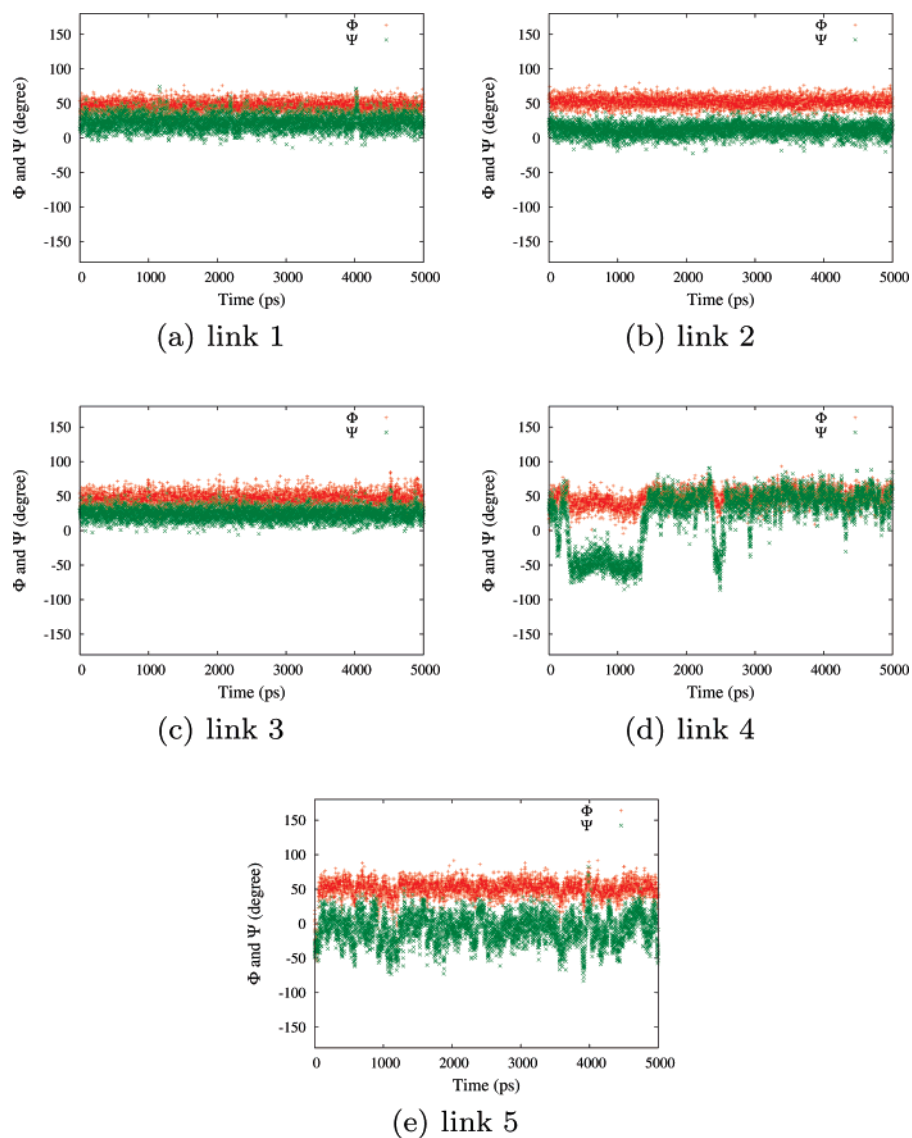 Φ
Ψ
150
100
50
0
-50
-100
-150
Φ and Ψ (degree)
0 1000 2000 3000 4000 5000
Time (ps)
(a) link 1
Φ
Ψ
150
100
50
0
-50
-100
-150
Φ and Ψ (degree)
0 1000 2000 3000 4000 5000
Time (ps)
(b) link 2
Φ
Ψ
150
100
50
0
-50
-100
-150
Φ and Ψ (degree)
0 1000 2000 3000 4000 5000
Time (ps)
(c) link 3
Φ
Ψ
150
100
50
0
-50
-100
-150
Φ and Ψ (degree)
0 1000 2000 3000 4000 5000
Time (ps)
(d) link 4
Φ
Ψ
150
100
50
0
-50
-100
-150
Φ and Ψ (degree)
0 1000 2000 3000 4000 5000
Time (ps)
(e) link 5